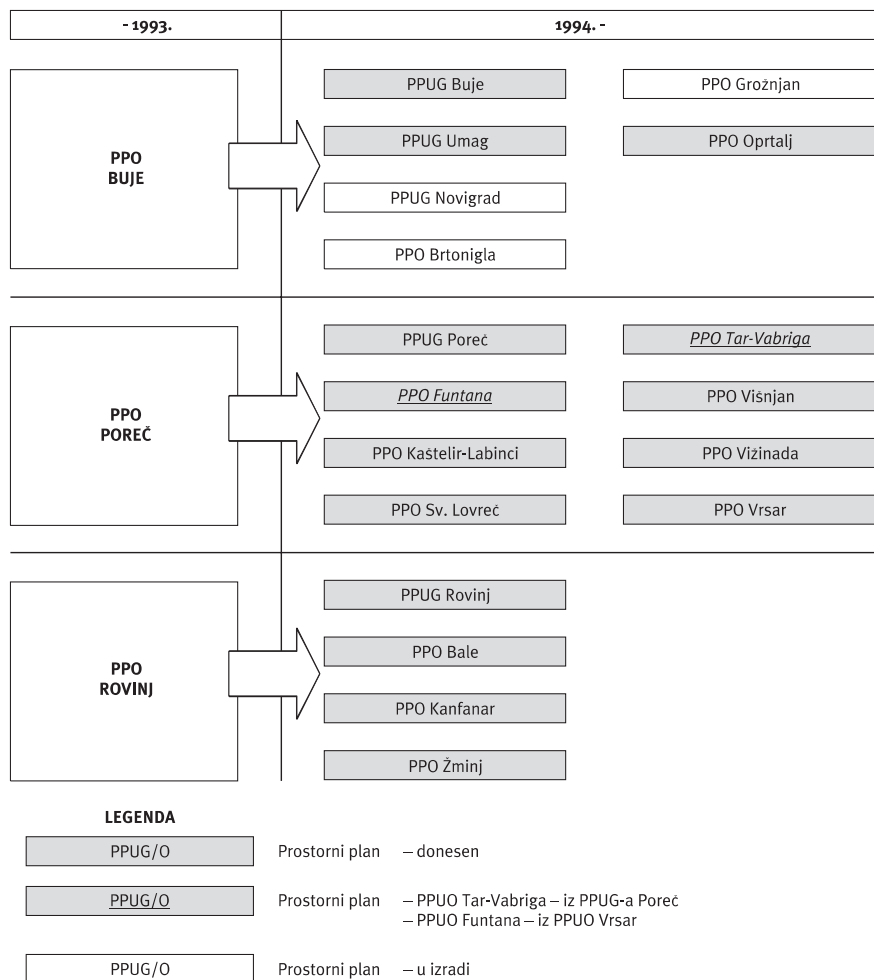 - 1993.
1994. -
PPO
BUJE
PPUG Buje
PPO Grožnjan
PPUG Umag
PPO Oprtalj
PPUG Novigrad
PPO Brtonigla
PPO
POREČ
PPUG Poreč
PPO Tar-Vabriga
PPO Funtana
PPO Višnjan
PPO Kaštelir-Labinci
PPO Vižinada
PPO Sv. Lovreč
PPO Vrsar
PPO
ROVINJ
PPUG Rovinj
PPO Bale
PPO Kanfanar
PPO Žminj
LEGENDA
PPUG/O Prostorni plan – donesen
PPUG/O Prostorni plan – PPUO Tar-Vabriga – iz PPUG-a Poreč
– PPUO Funtana – iz PPUO Vrsar
PPUG/O Prostorni plan – u izradi